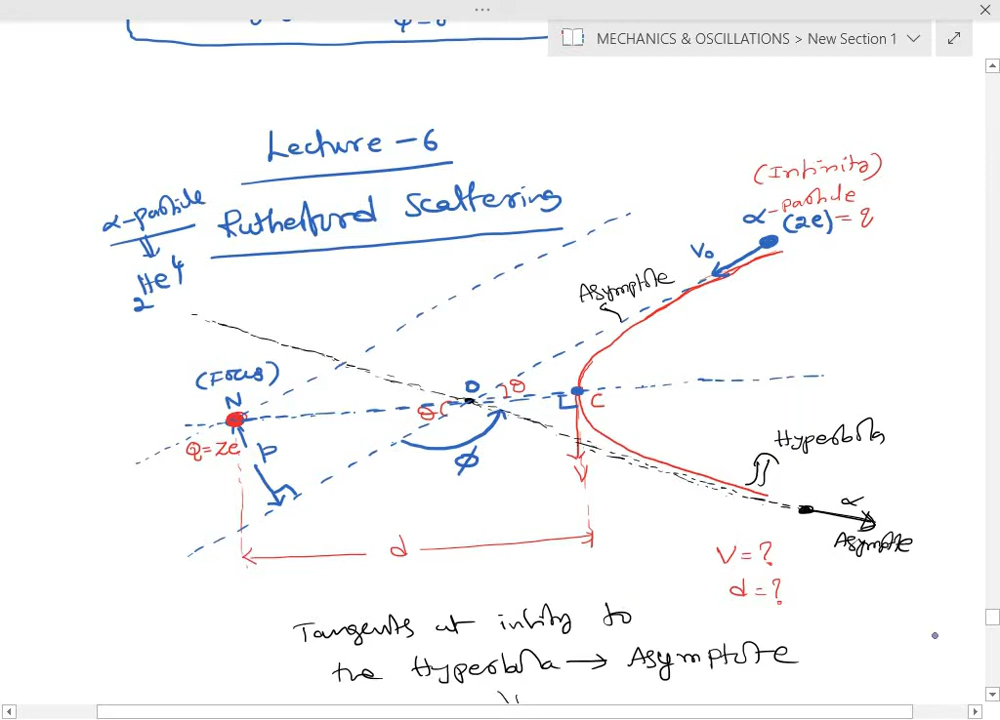 ψ=0
MECHANICS & OSCILLATIONS > New Section 1
Lecture-6
Rutherford Scattering
α-particle
₂He⁴
(Infinity)
α-particle
(2e) = q
V₀
Asymptote
(Focus)
N
Q=Ze
p
O
θ
θ
C
ϕ
V
d
Hyperbola
α
Asymptote
V=?
d=?
Tangents at infinity to
the Hyperbola → Asymptote